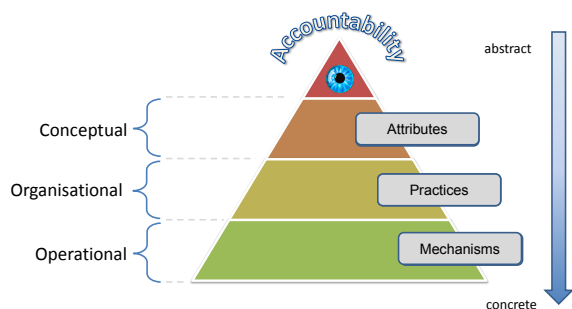 Accountability
abstract
Conceptual
Attributes
Organisational
Practices
Operational
Mechanisms
concrete